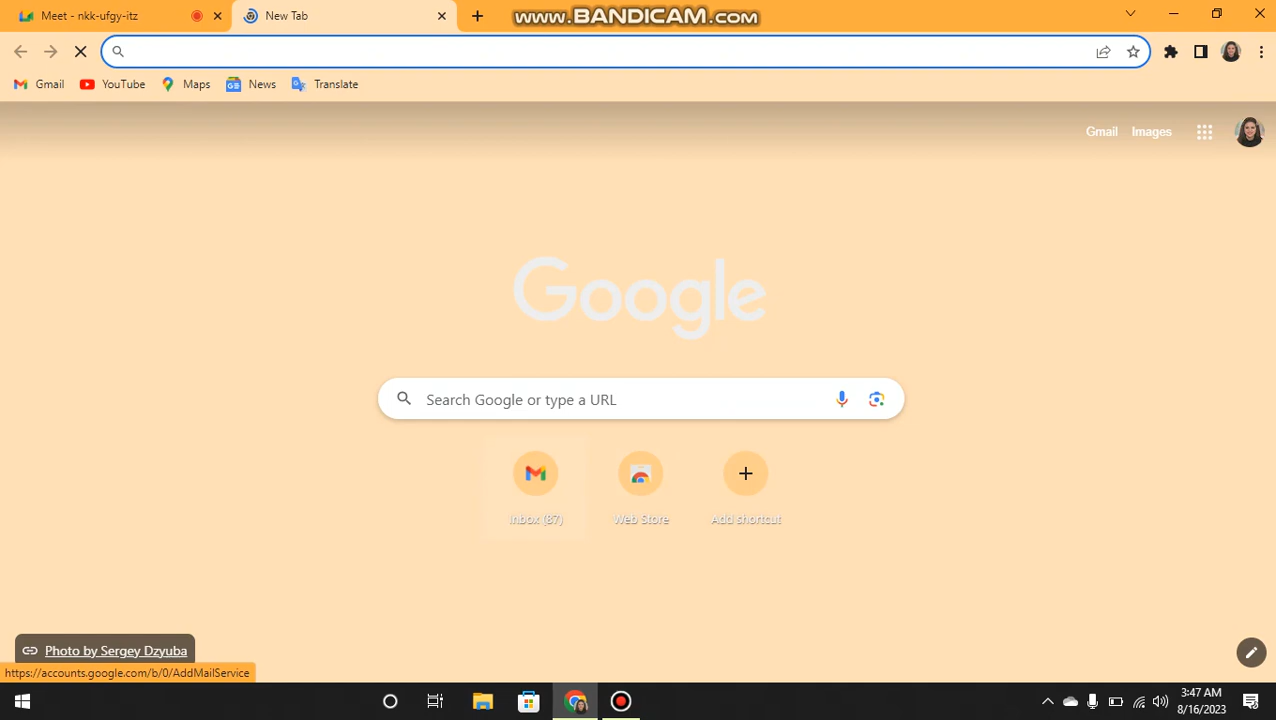 Meet - nkk-ufgy-itz
New Tab
www.BANDICAM.com
Gmail
YouTube
Maps
News
Translate
Gmail
Images
Google
Search Google or type a URL
Inbox (87)
Web Store
Add shortcut
Photo by Sergey Dzyuba
https://accounts.google.com/b/0/AddMailService
3:47 AM
8/16/2023